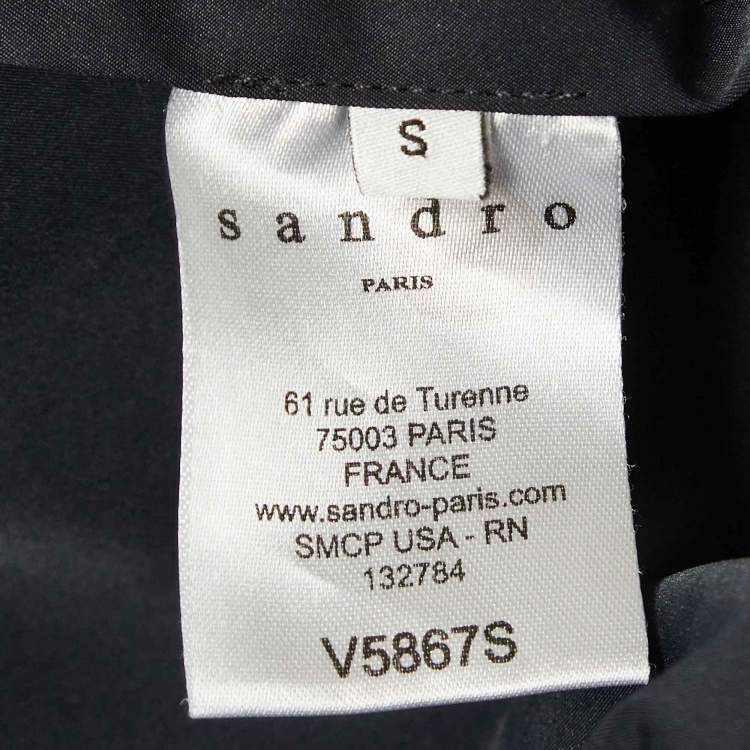 S
sandro
PARIS
61 rue de Turenne
75003 PARIS
FRANCE
www.sandro-paris.com
SMCP USA - RN
132784
V5867S